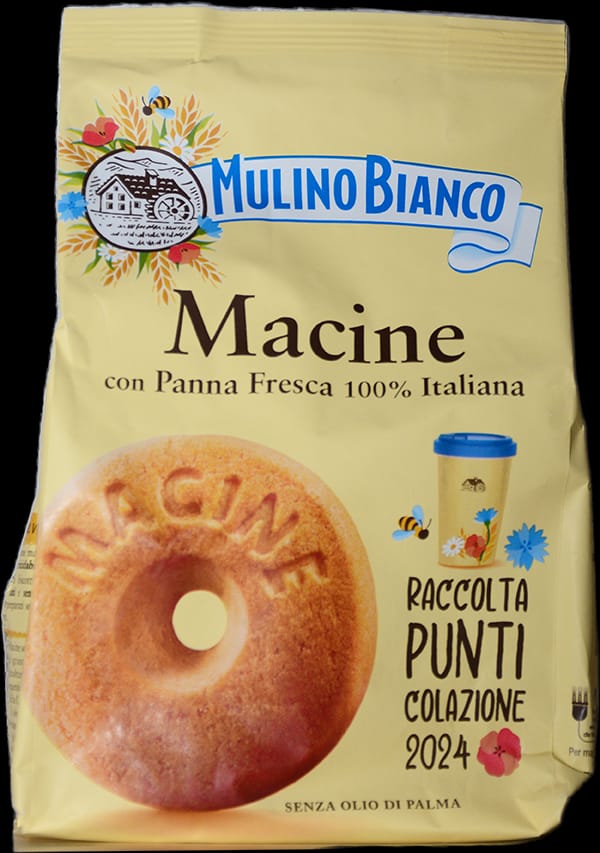 MULINO BIANCO
Macine
con Panna Fresca 100% Italiana
MACINE
RACCOLTA
PUNTI
COLAZIONE
2024
SENZA OLIO DI PALMA